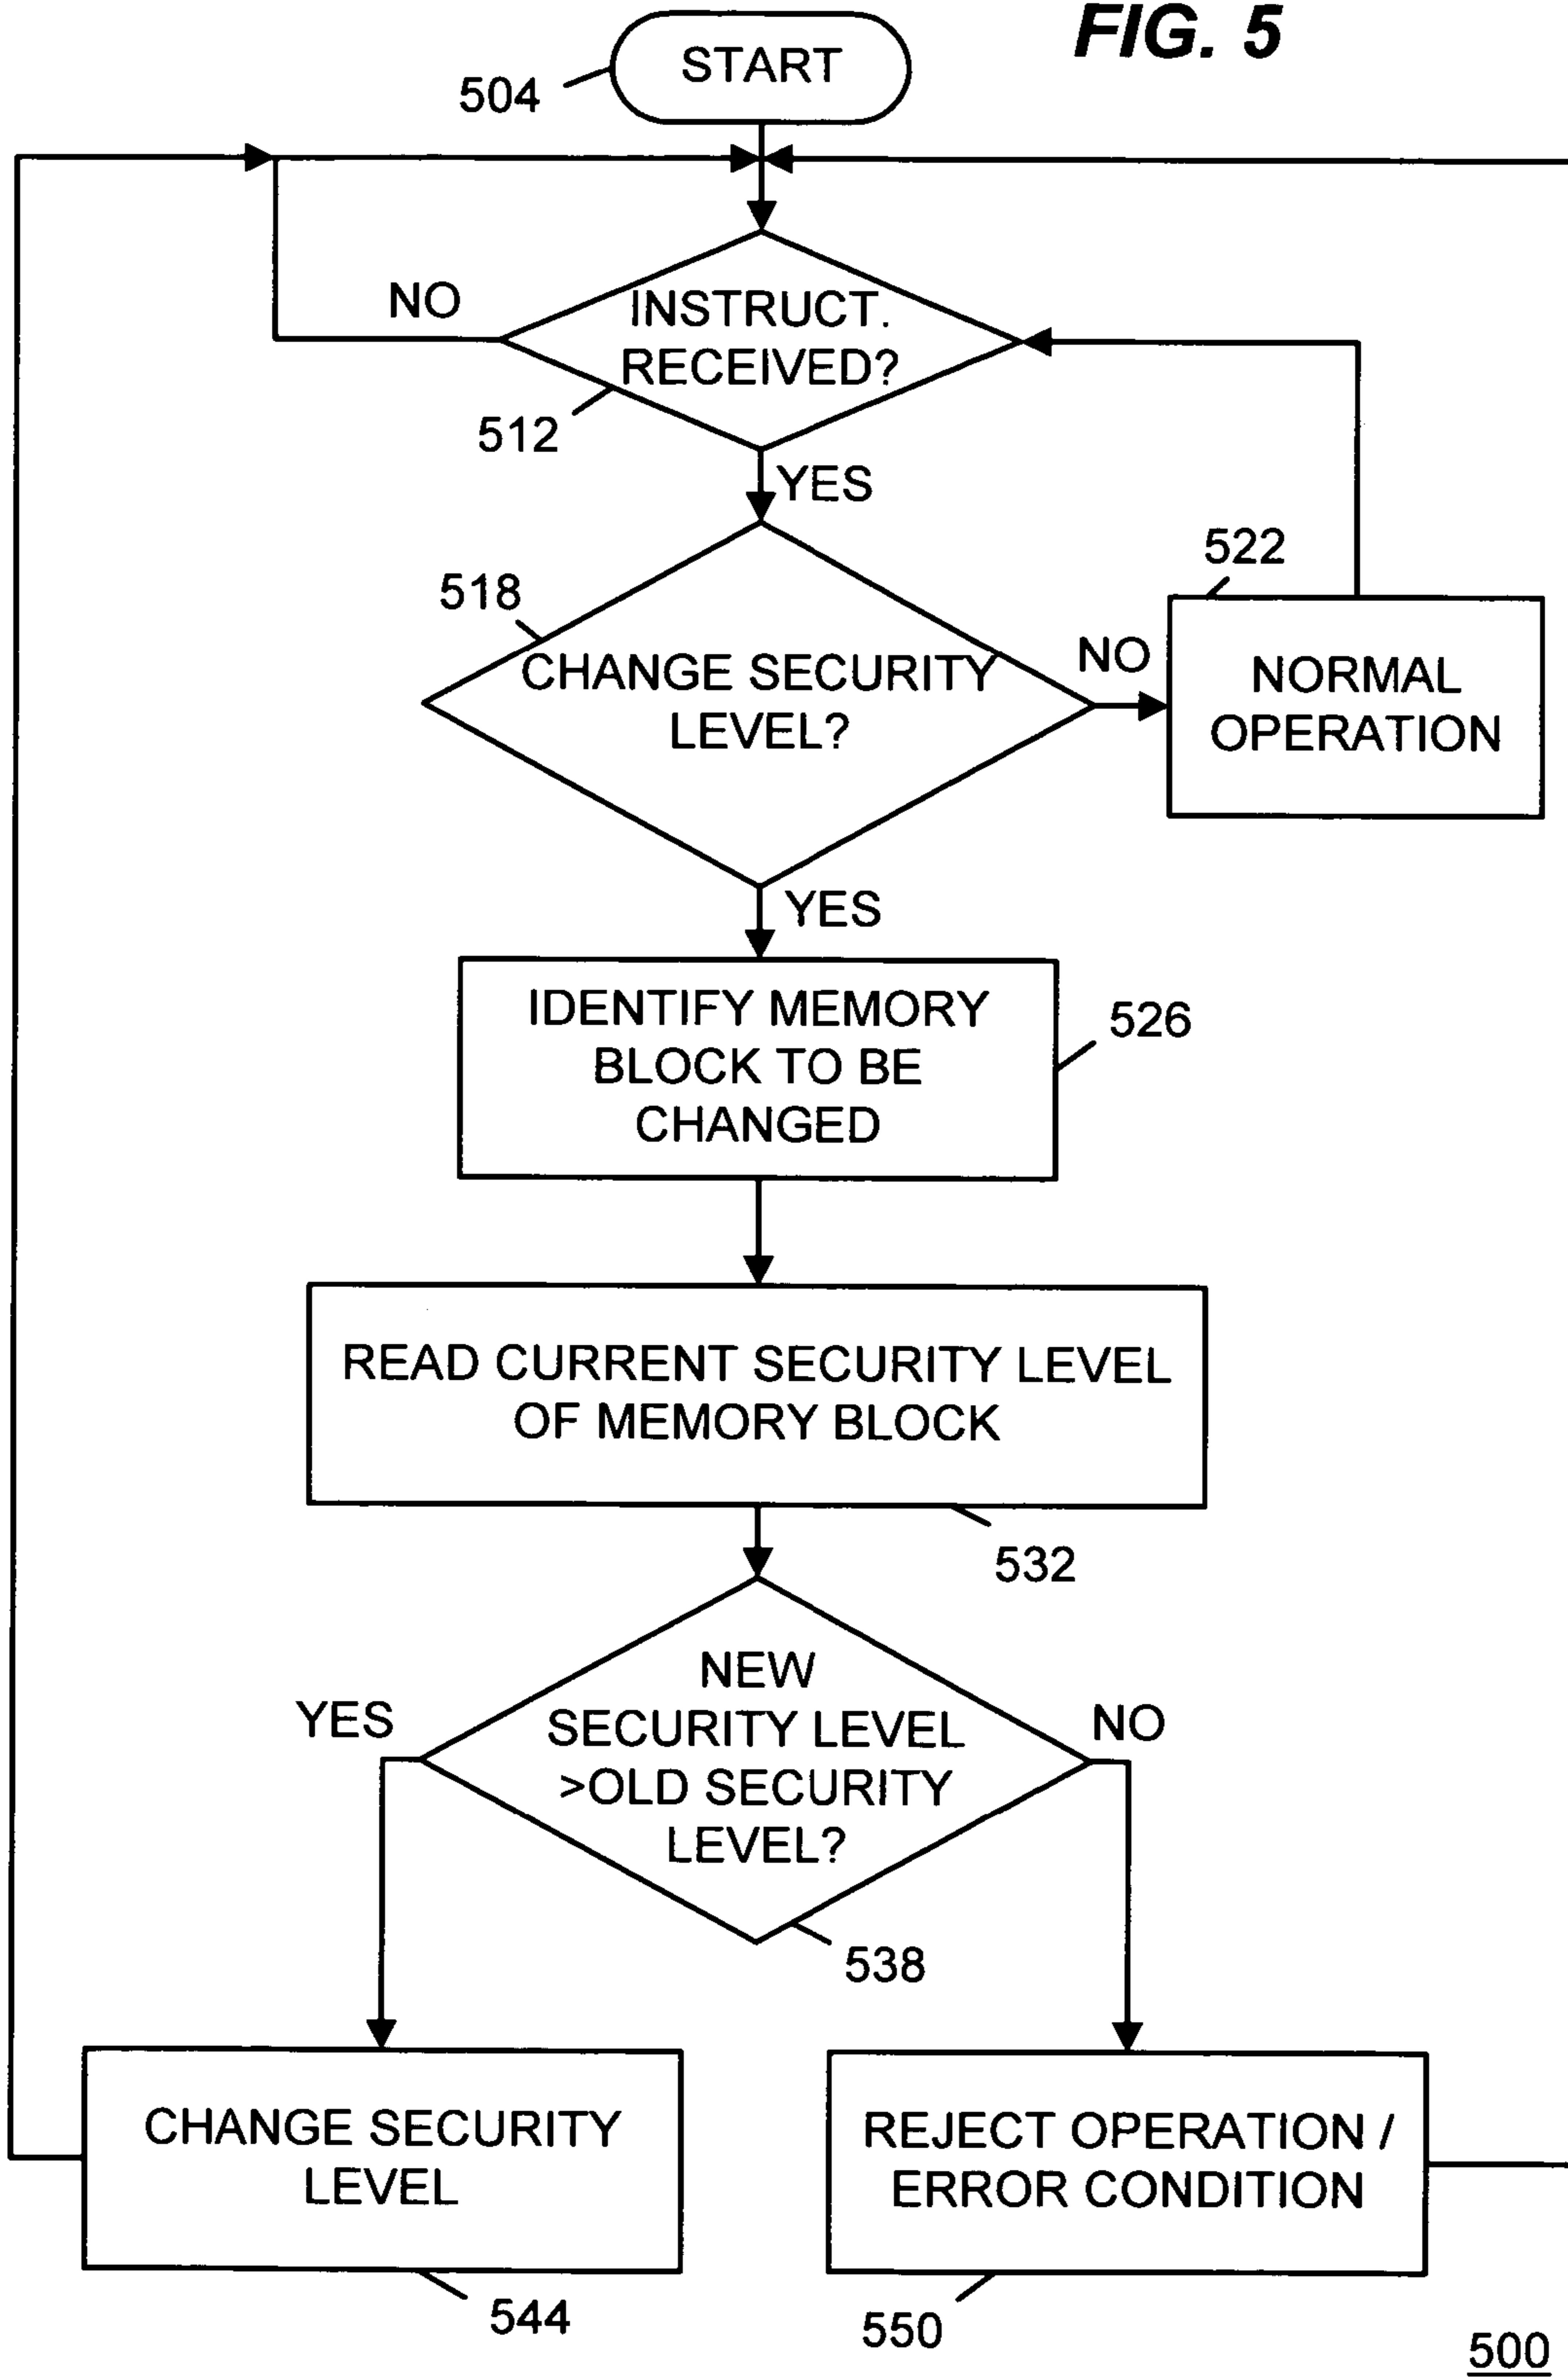 FIG. 5
START
504
NO
INSTRUCT.
RECEIVED?
512
YES
522
518
CHANGE SECURITY
LEVEL?
NO
NORMAL
OPERATION
YES
IDENTIFY MEMORY
BLOCK TO BE
CHANGED
526
READ CURRENT SECURITY LEVEL
OF MEMORY BLOCK
532
YES
NEW
SECURITY LEVEL
>OLD SECURITY
LEVEL?
NO
538
CHANGE SECURITY
LEVEL
REJECT OPERATION /
ERROR CONDITION
544
550
500